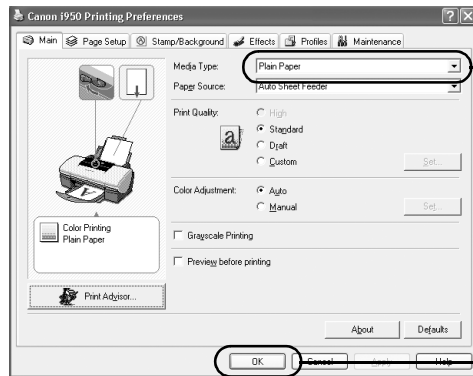 Canon i950 Printing Preferences
Main Page Setup Stamp/Background Effects Profiles Maintenance
Media Type: Plain Paper
Paper Source: Auto Sheet Feeder
Print Quality: High
Standard
Draft
Custom Set...
Color Adjustment: Auto
Manual Set...
Color Printing
Plain Paper
Grayscale Printing
Preview before printing
Print Advisor...
About Defaults
OK Cancel Apply Help